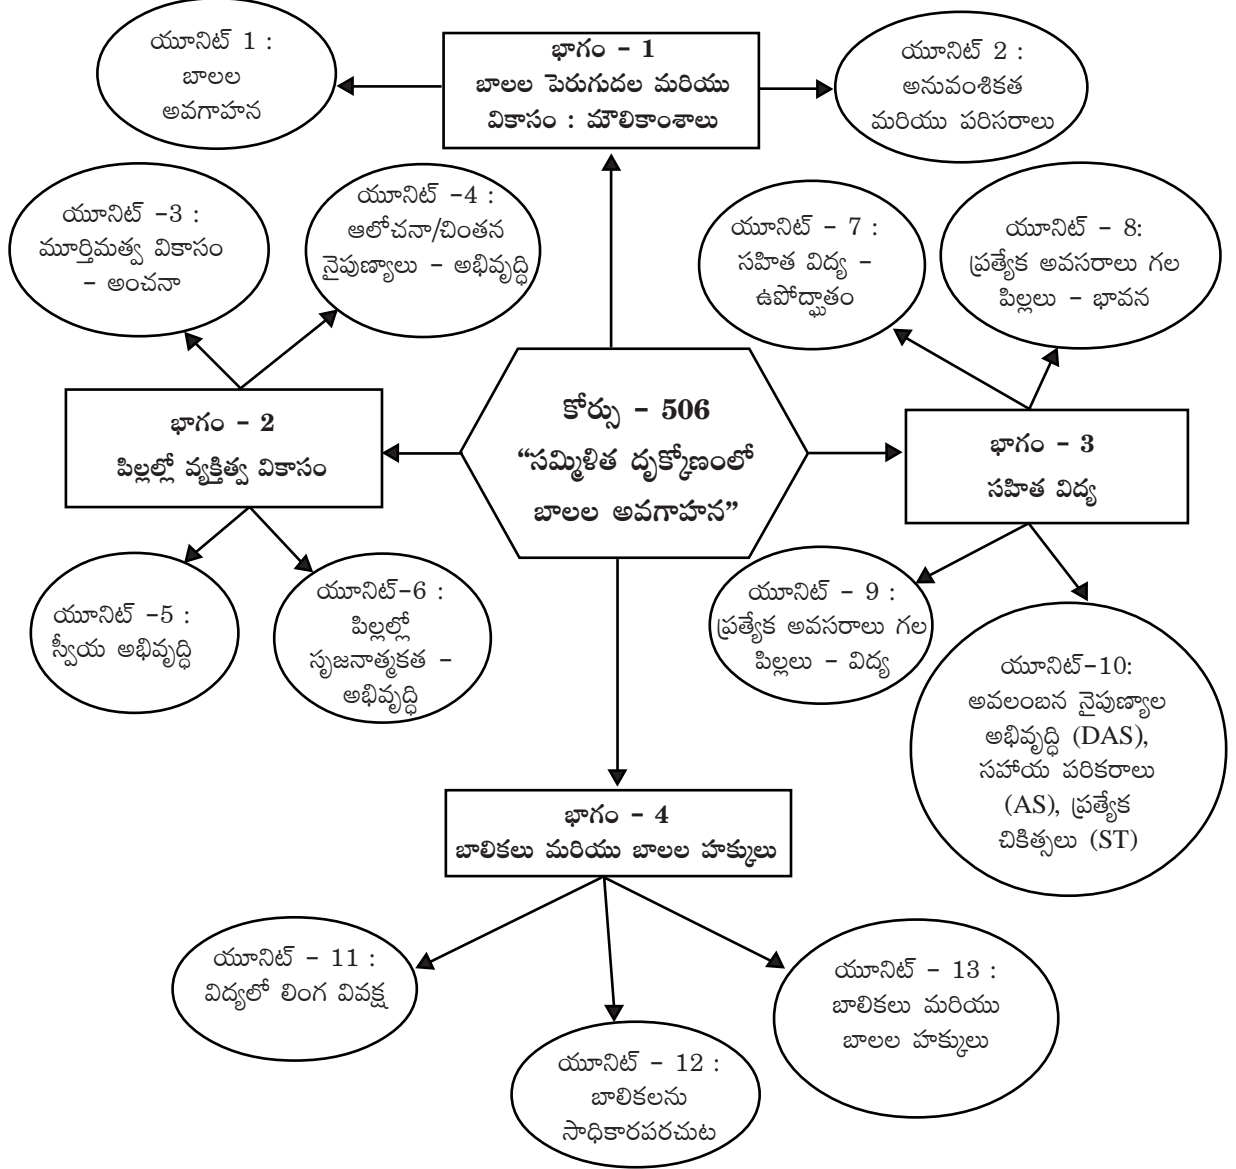 యూనిట్ 1 :
బాలల
అవగాహన
భాగం - 1
బాలల పెరుగుదల మరియు
వికాసం : మౌలికాంశాలు
యూనిట్ 2 :
అనువంశికత
మరియు పరిసరాలు
యూనిట్ -3 :
మూర్తిమత్వ వికాసం
- అంచనా
యూనిట్ -4 :
ఆలోచనా/చింతన
నైపుణ్యాలు - అభివృద్ధి
యూనిట్ - 7 :
సహిత విద్య -
ఉపోద్ఘాతం
యూనిట్ - 8:
ప్రత్యేక అవసరాలు గల
పిల్లలు - భావన
భాగం - 2
పిల్లల్లో వ్యక్తిత్వ వికాసం
కోర్సు - 506
“సమ్మిళిత దృక్కోణంలో
బాలల అవగాహన”
భాగం - 3
సహిత విద్య
యూనిట్ -5 :
స్వీయ అభివృద్ధి
యూనిట్-6 :
పిల్లల్లో
సృజనాత్మకత -
అభివృద్ధి
యూనిట్ - 9 :
ప్రత్యేక అవసరాలు గల
పిల్లలు - విద్య
యూనిట్-10:
అవలంబన నైపుణ్యాల
అభివృద్ధి (DAS),
సహాయ పరికరాలు
(AS), ప్రత్యేక
చికిత్సలు (ST)
భాగం - 4
బాలికలు మరియు బాలల హక్కులు
యూనిట్ - 11 :
విద్యలో లింగ వివక్ష
యూనిట్ - 12 :
బాలికలను
సాధికారపరచుట
యూనిట్ - 13 :
బాలికలు మరియు
బాలల హక్కులు